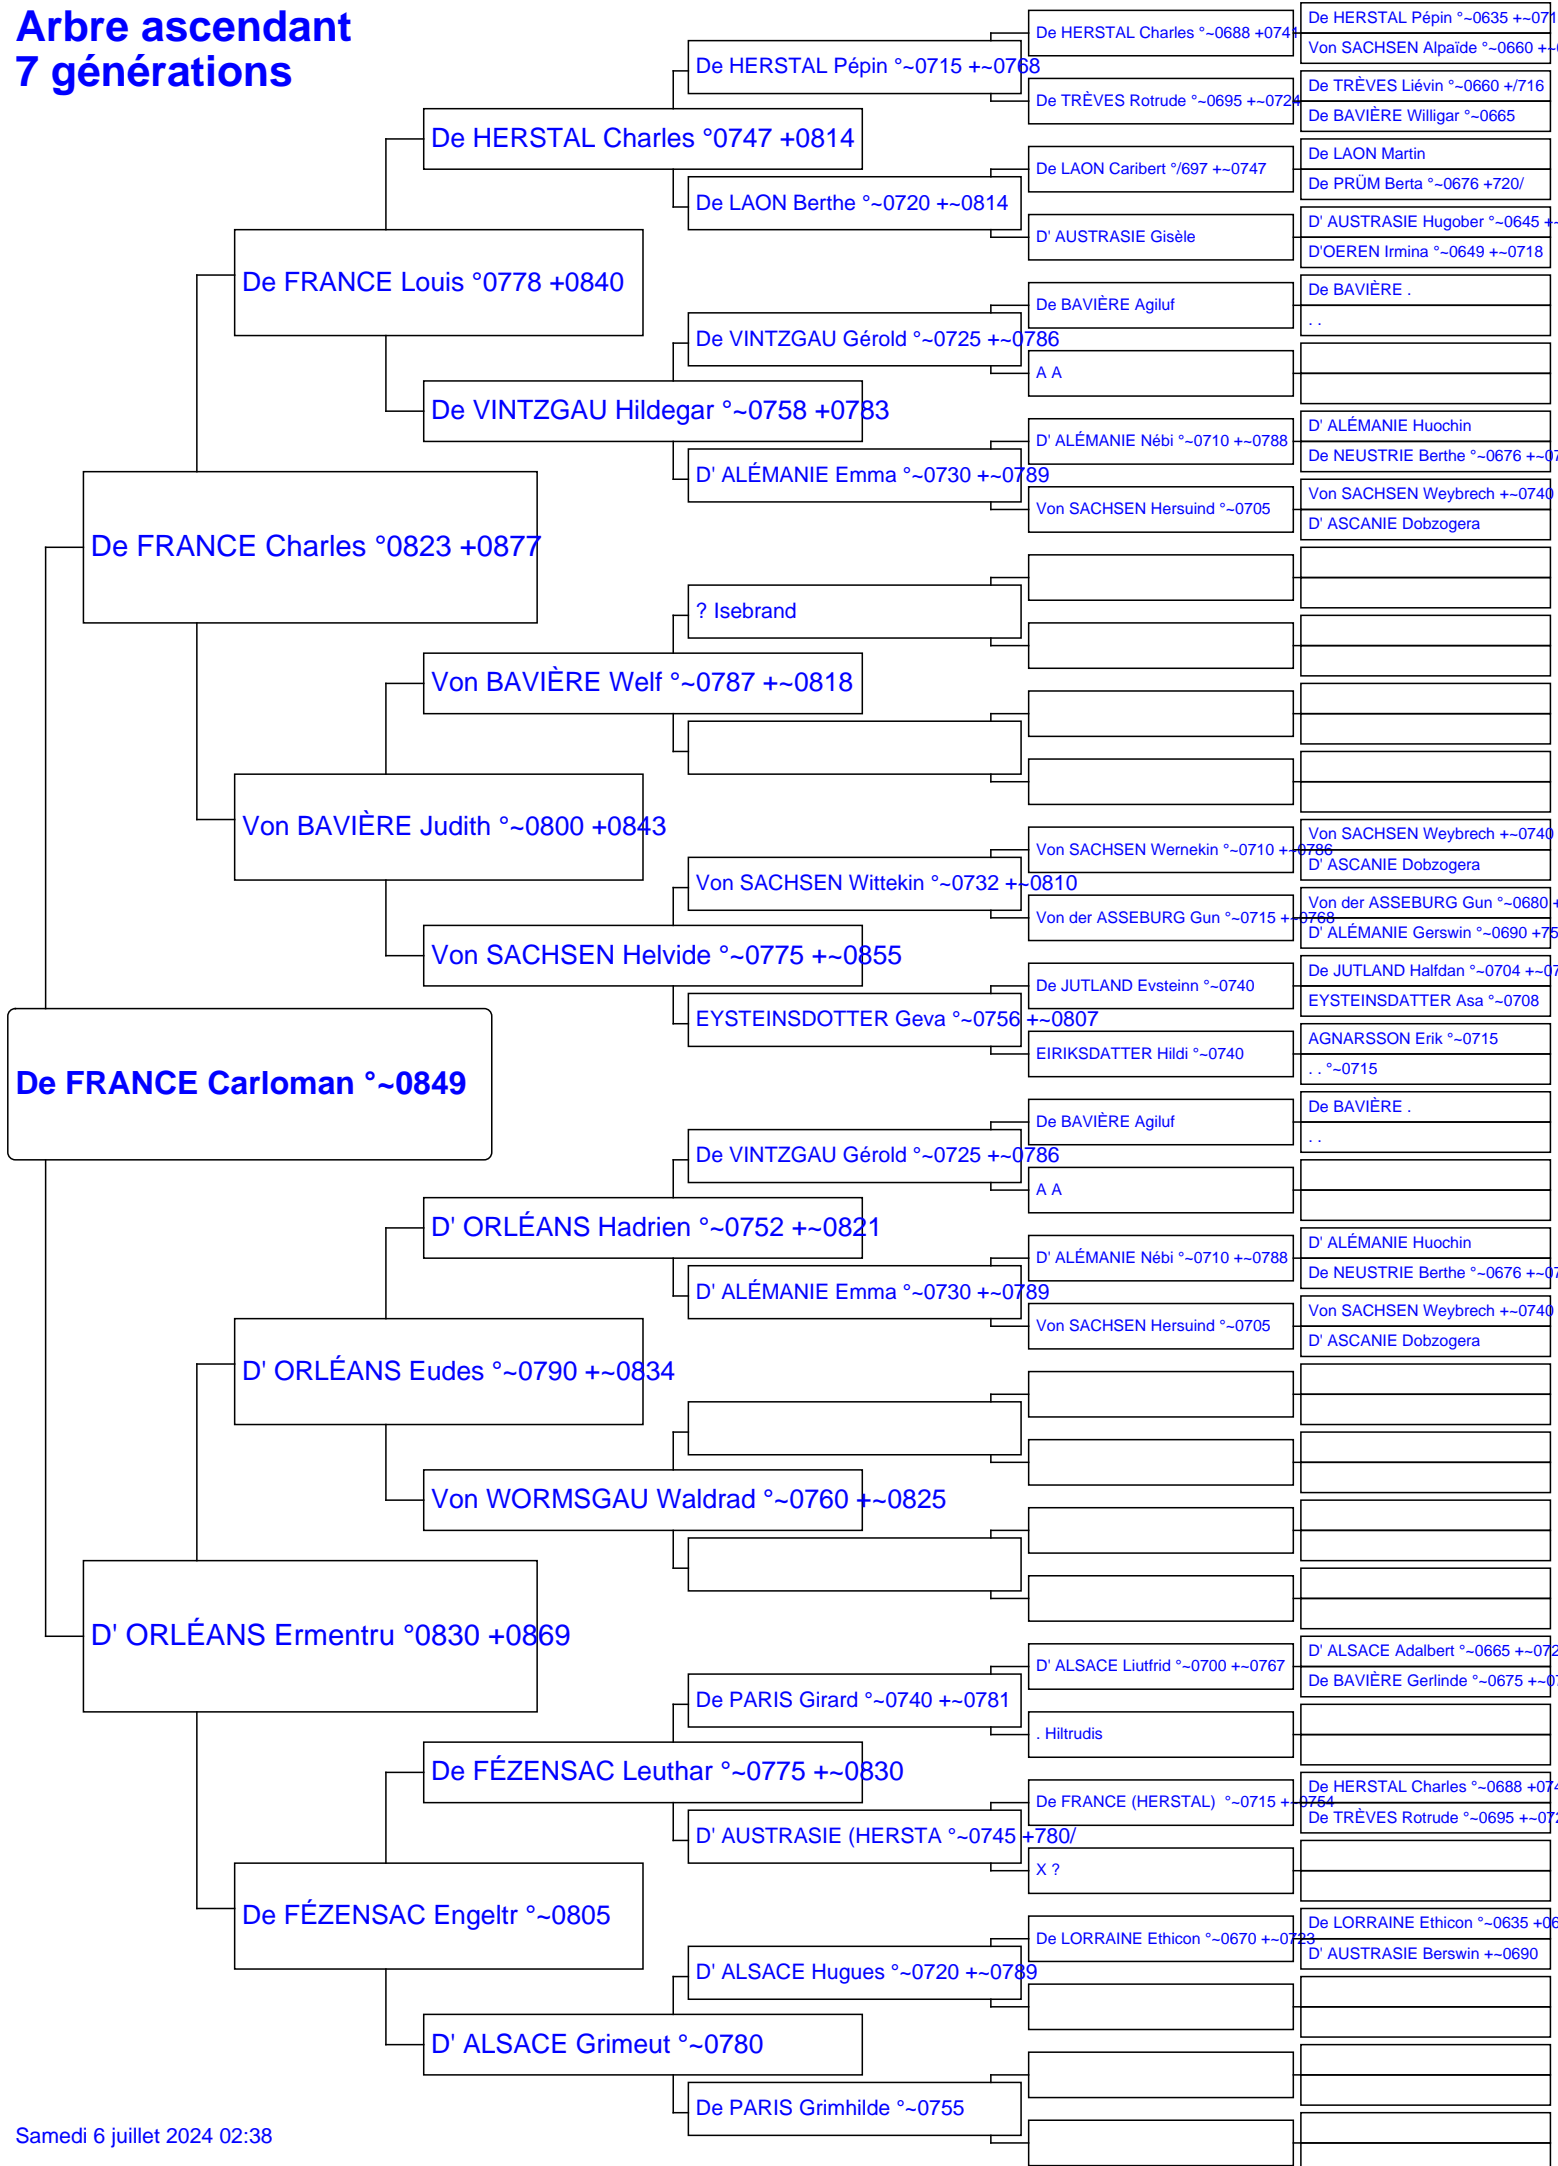 Arbre ascendant
7 générations
De HERSTAL Charles °~0688 +0741
De HERSTAL Pépin °~0635 +~071
Von SACHSEN Alpaïde °~0660 +~
De HERSTAL Pépin °~0715 +~0768
De TRÈVES Rotrude °~0695 +~0724
De TRÈVES Liévin °~0660 +/716
De BAVIÈRE Willigar °~0665
De HERSTAL Charles °0747 +0814
De LAON Caribert °/697 +~0747
De LAON Martin
De PRÜM Berta °~0676 +720/
De LAON Berthe °~0720 +~0814
D' AUSTRASIE Gisèle
D' AUSTRASIE Hugober °~0645 +~
D'OEREN Irmina °~0649 +~0718
De FRANCE Louis °0778 +0840
De BAVIÈRE Agiluf
De BAVIÈRE .
. .
De VINTZGAU Gérold °~0725 +~0786
A A
De VINTZGAU Hildegar °~0758 +0783
D' ALÉMANIE Nébi °~0710 +~0788
D' ALÉMANIE Huochin
De NEUSTRIE Berthe °~0676 +~07
D' ALÉMANIE Emma °~0730 +~0789
Von SACHSEN Hersuind °~0705
Von SACHSEN Weybrech +~0740
D' ASCANIE Dobzogera
De FRANCE Charles °0823 +0877
? Isebrand
Von BAVIÈRE Welf °~0787 +~0818
Von BAVIÈRE Judith °~0800 +0843
Von SACHSEN Wernekin °~0710 +~0786
Von SACHSEN Weybrech +~0740
D' ASCANIE Dobzogera
Von SACHSEN Wittekin °~0732 +~0810
Von der ASSEBURG Gun °~0715 +~0768
Von der ASSEBURG Gun °~0680 +
D' ALÉMANIE Gerswin °~0690 +75
Von SACHSEN Helvide °~0775 +~0855
De JUTLAND Evsteinn °~0740
De JUTLAND Halfdan °~0704 +~07
EYSTEINSDATTER Asa °~0708
EYSTEINSDOTTER Geva °~0756 +~0807
EIRIKSDATTER Hildi °~0740
AGNARSSON Erik °~0715
. . °~0715
De FRANCE Carloman °~0849
De BAVIÈRE Agiluf
De BAVIÈRE .
. .
De VINTZGAU Gérold °~0725 +~0786
A A
D' ORLÉANS Hadrien °~0752 +~0821
D' ALÉMANIE Nébi °~0710 +~0788
D' ALÉMANIE Huochin
De NEUSTRIE Berthe °~0676 +~07
D' ALÉMANIE Emma °~0730 +~0789
Von SACHSEN Hersuind °~0705
Von SACHSEN Weybrech +~0740
D' ASCANIE Dobzogera
D' ORLÉANS Eudes °~0790 +~0834
Von WORMSGAU Waldrad °~0760 +~0825
D' ORLÉANS Ermentru °0830 +0869
D' ALSACE Liutfrid °~0700 +~0767
D' ALSACE Adalbert °~0665 +~072
De BAVIÈRE Gerlinde °~0675 +~07
De PARIS Girard °~0740 +~0781
. Hiltrudis
De FÉZENSAC Leuthar °~0775 +~0830
De FRANCE (HERSTAL)  °~0715 +~0754
De HERSTAL Charles °~0688 +074
De TRÈVES Rotrude °~0695 +~072
D' AUSTRASIE (HERSTA °~0745 +780/
X ?
De FÉZENSAC Engeltr °~0805
De LORRAINE Ethicon °~0670 +~0723
De LORRAINE Ethicon °~0635 +06
D' AUSTRASIE Berswin +~0690
D' ALSACE Hugues °~0720 +~0789
D' ALSACE Grimeut °~0780
De PARIS Grimhilde °~0755
Samedi 6 juillet 2024 02:38